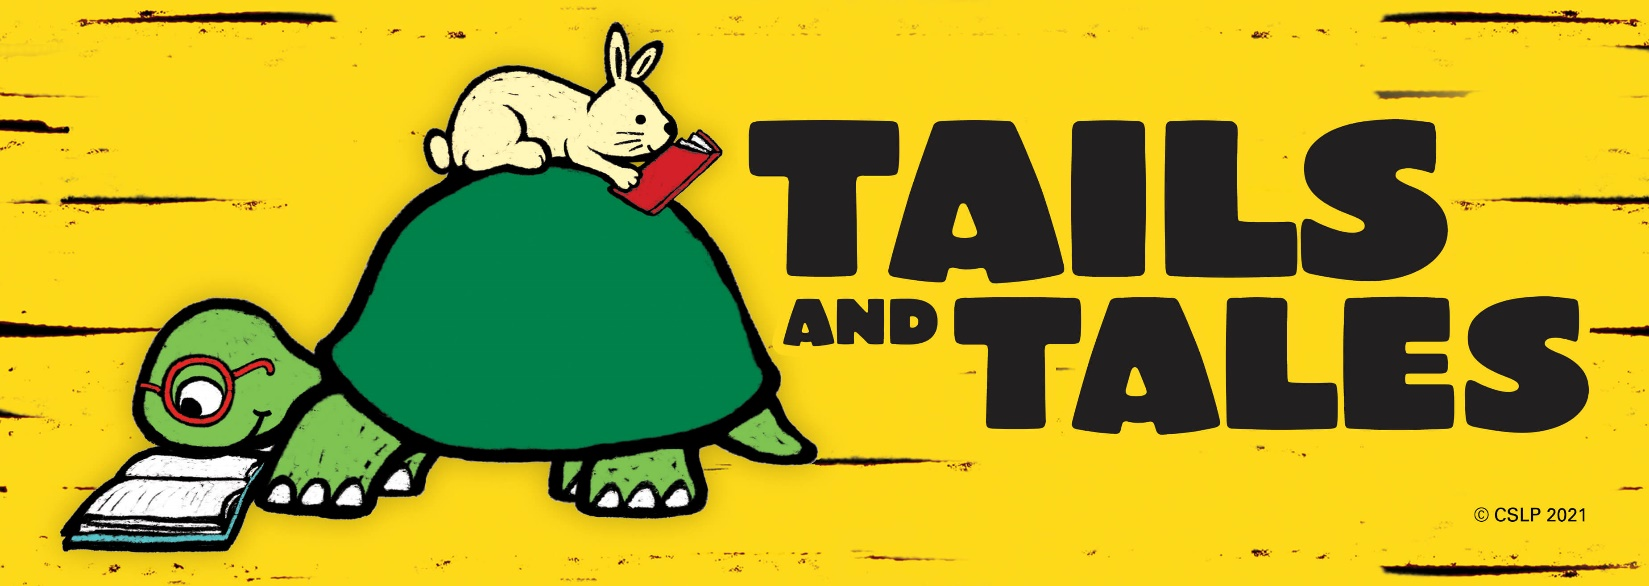 TAILS
AND TALES
© CSLP 2021